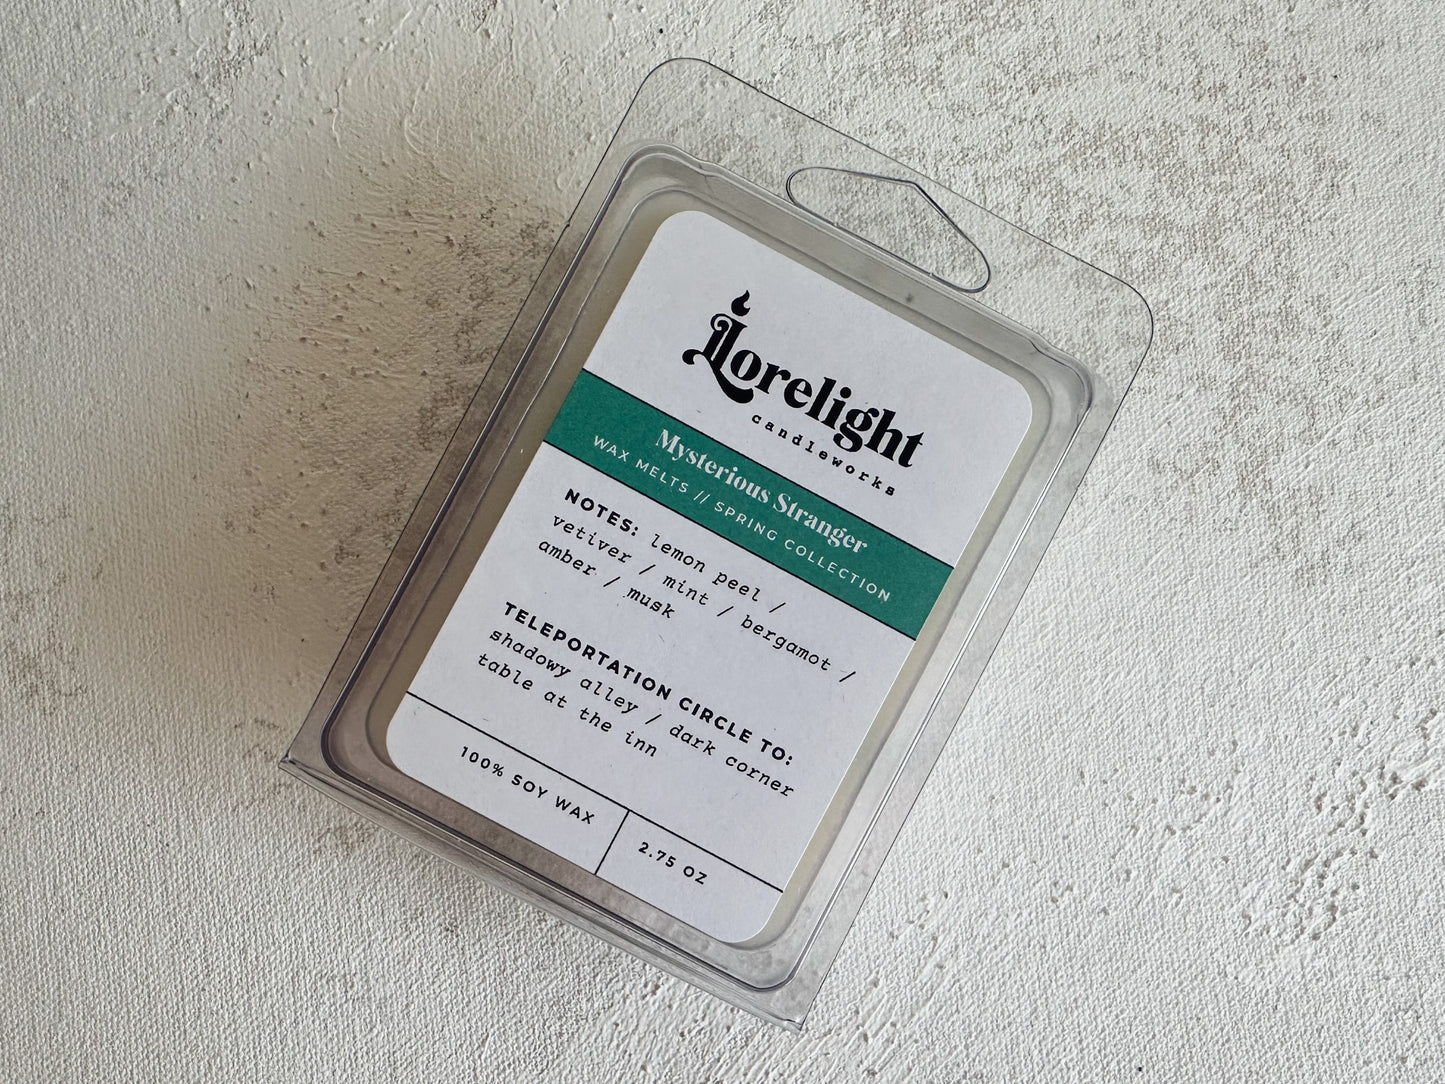 Lorelight
candleworks
Mysterious Stranger
WAX MELTS // SPRING COLLECTION
NOTES: lemon peel /
vetiver / mint / bergamot /
amber / musk
TELEPORTATION CIRCLE TO:
shadowy alley / dark corner
table at the inn
100% SOY WAX
2.75 OZ